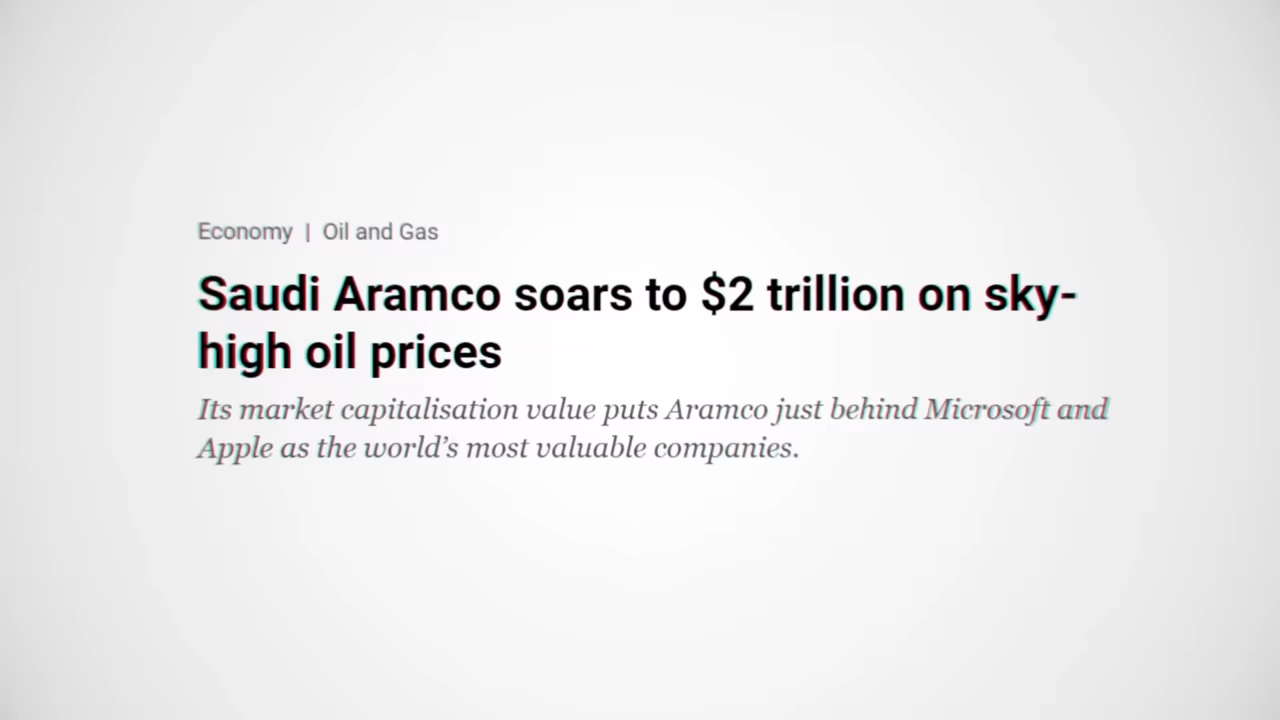 Economy | Oil and Gas
Saudi Aramco soars to $2 trillion on sky-
high oil prices
Its market capitalisation value puts Aramco just behind Microsoft and
Apple as the world’s most valuable companies.